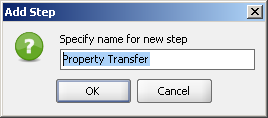 Add Step
Specify name for new step
Property Transfer
OK Cancel